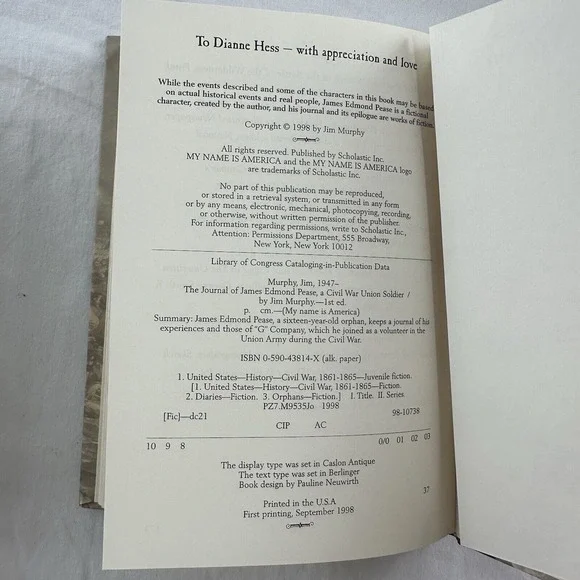 To Dianne Hess — with appreciation and love
While the events described and some of the characters in this book may be based
on actual historical events and real people, James Edmond Pease is a fictional
character, created by the author, and his journal and its epilogue are works of fiction.
Copyright © 1998 by Jim Murphy
All rights reserved. Published by Scholastic Inc.
MY NAME IS AMERICA and the MY NAME IS AMERICA logo
are trademarks of Scholastic Inc.
No part of this publication may be reproduced,
or stored in a retrieval system, or transmitted in any form
or by any means, electronic, mechanical, photocopying, recording,
or otherwise, without written permission of the publisher.
For information regarding permissions, write to Scholastic Inc.,
Attention: Permissions Department, 555 Broadway,
New York, New York 10012
Library of Congress Cataloging-in-Publication Data
Murphy, Jim, 1947–
The Journal of James Edmond Pease, a Civil War Union Soldier /
by Jim Murphy.—1st ed.
p. cm.—(My name is America)
Summary: James Edmond Pease, a sixteen-year-old orphan, keeps a journal of his
experiences and those of "G" Company, which he joined as a volunteer in the
Union Army during the Civil War.
ISBN 0-590-43814-X (alk. paper)
1. United States—History—Civil War, 1861-1865—Juvenile fiction.
[1. United States—History—Civil War, 1861-1865—Fiction.
2. Diaries—Fiction. 3. Orphans—Fiction.] I. Title. II. Series.
PZ7.M9535Jo 1998
[Fic]—dc21 98-10738
CIP AC
10 9 8 0/0 01 02 03
The display type was set in Caslon Antique
The text type was set in Berlinger
Book design by Pauline Neuwirth
37
Printed in the U.S.A
First printing, September 1998